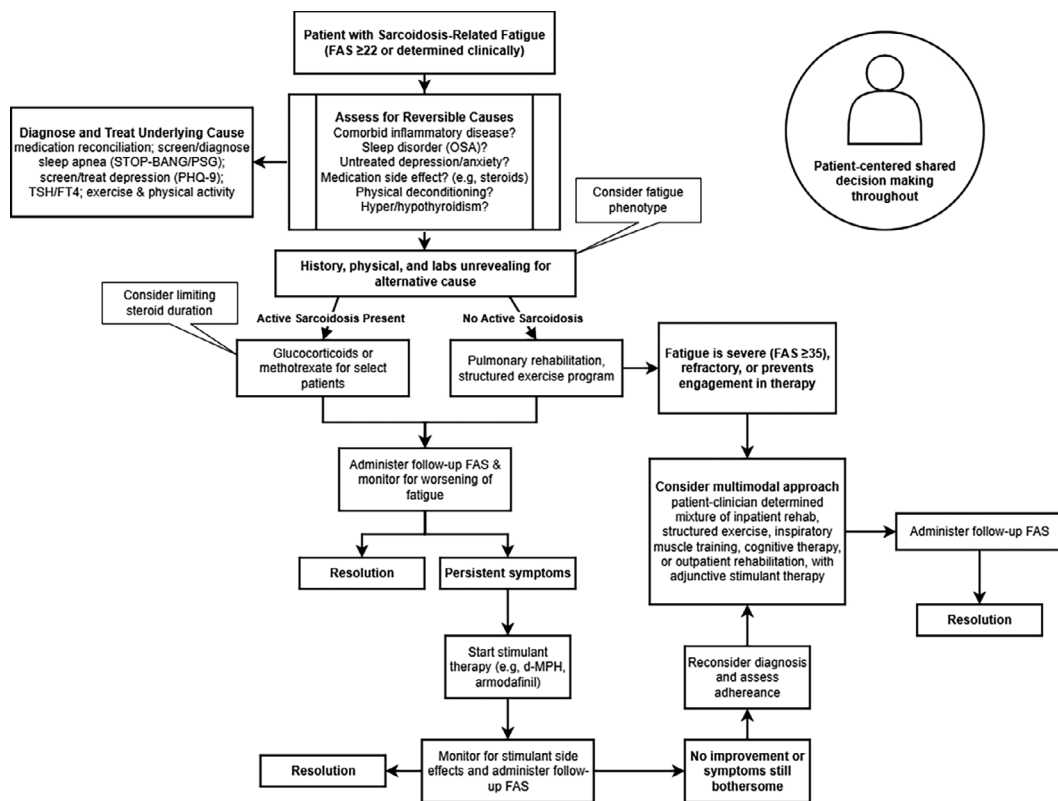 Patient with Sarcoidosis-Related Fatigue
(FAS ≥22 or determined clinically)
Patient-centered shared
decision making
throughout
Assess for Reversible Causes
Comorbid inflammatory disease?
Sleep disorder (OSA)?
Untreated depression/anxiety?
Medication side effect? (e.g, steroids)
Physical deconditioning?
Hyper/hypothyroidism?
Diagnose and Treat Underlying Cause
medication reconciliation; screen/diagnose
sleep apnea (STOP-BANG/PSG);
screen/treat depression (PHQ-9);
TSH/FT4; exercise & physical activity
Consider fatigue
phenotype
History, physical, and labs unrevealing for
alternative cause
Consider limiting
steroid duration
Active Sarcoidosis Present
No Active Sarcoidosis
Glucocorticoids or
methotrexate for select
patients
Pulmonary rehabilitation,
structured exercise program
Fatigue is severe (FAS ≥35),
refractory, or prevents
engagement in therapy
Administer follow-up FAS &
monitor for worsening of
fatigue
Consider multimodal approach
patient-clinician determined
mixture of inpatient rehab,
structured exercise, inspiratory
muscle training, cognitive therapy,
or outpatient rehabilitation, with
adjunctive stimulant therapy
Administer follow-up FAS
Resolution
Resolution
Persistent symptoms
Start stimulant
therapy (e.g, d-MPH,
armodafinil)
Reconsider diagnosis
and assess
adhereance
Resolution
Monitor for stimulant side
effects and administer follow-
up FAS
No improvement or
symptoms still
bothersome